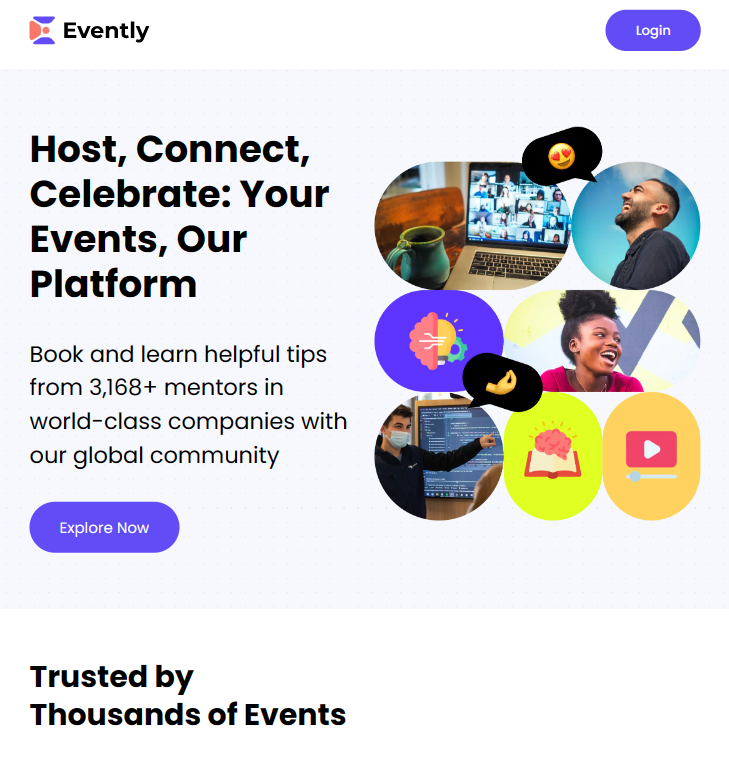 Evently
Login
Host, Connect,
Celebrate: Your
Events, Our
Platform
Book and learn helpful tips
from 3,168+ mentors in
world-class companies with
our global community
Explore Now
Trusted by
Thousands of Events